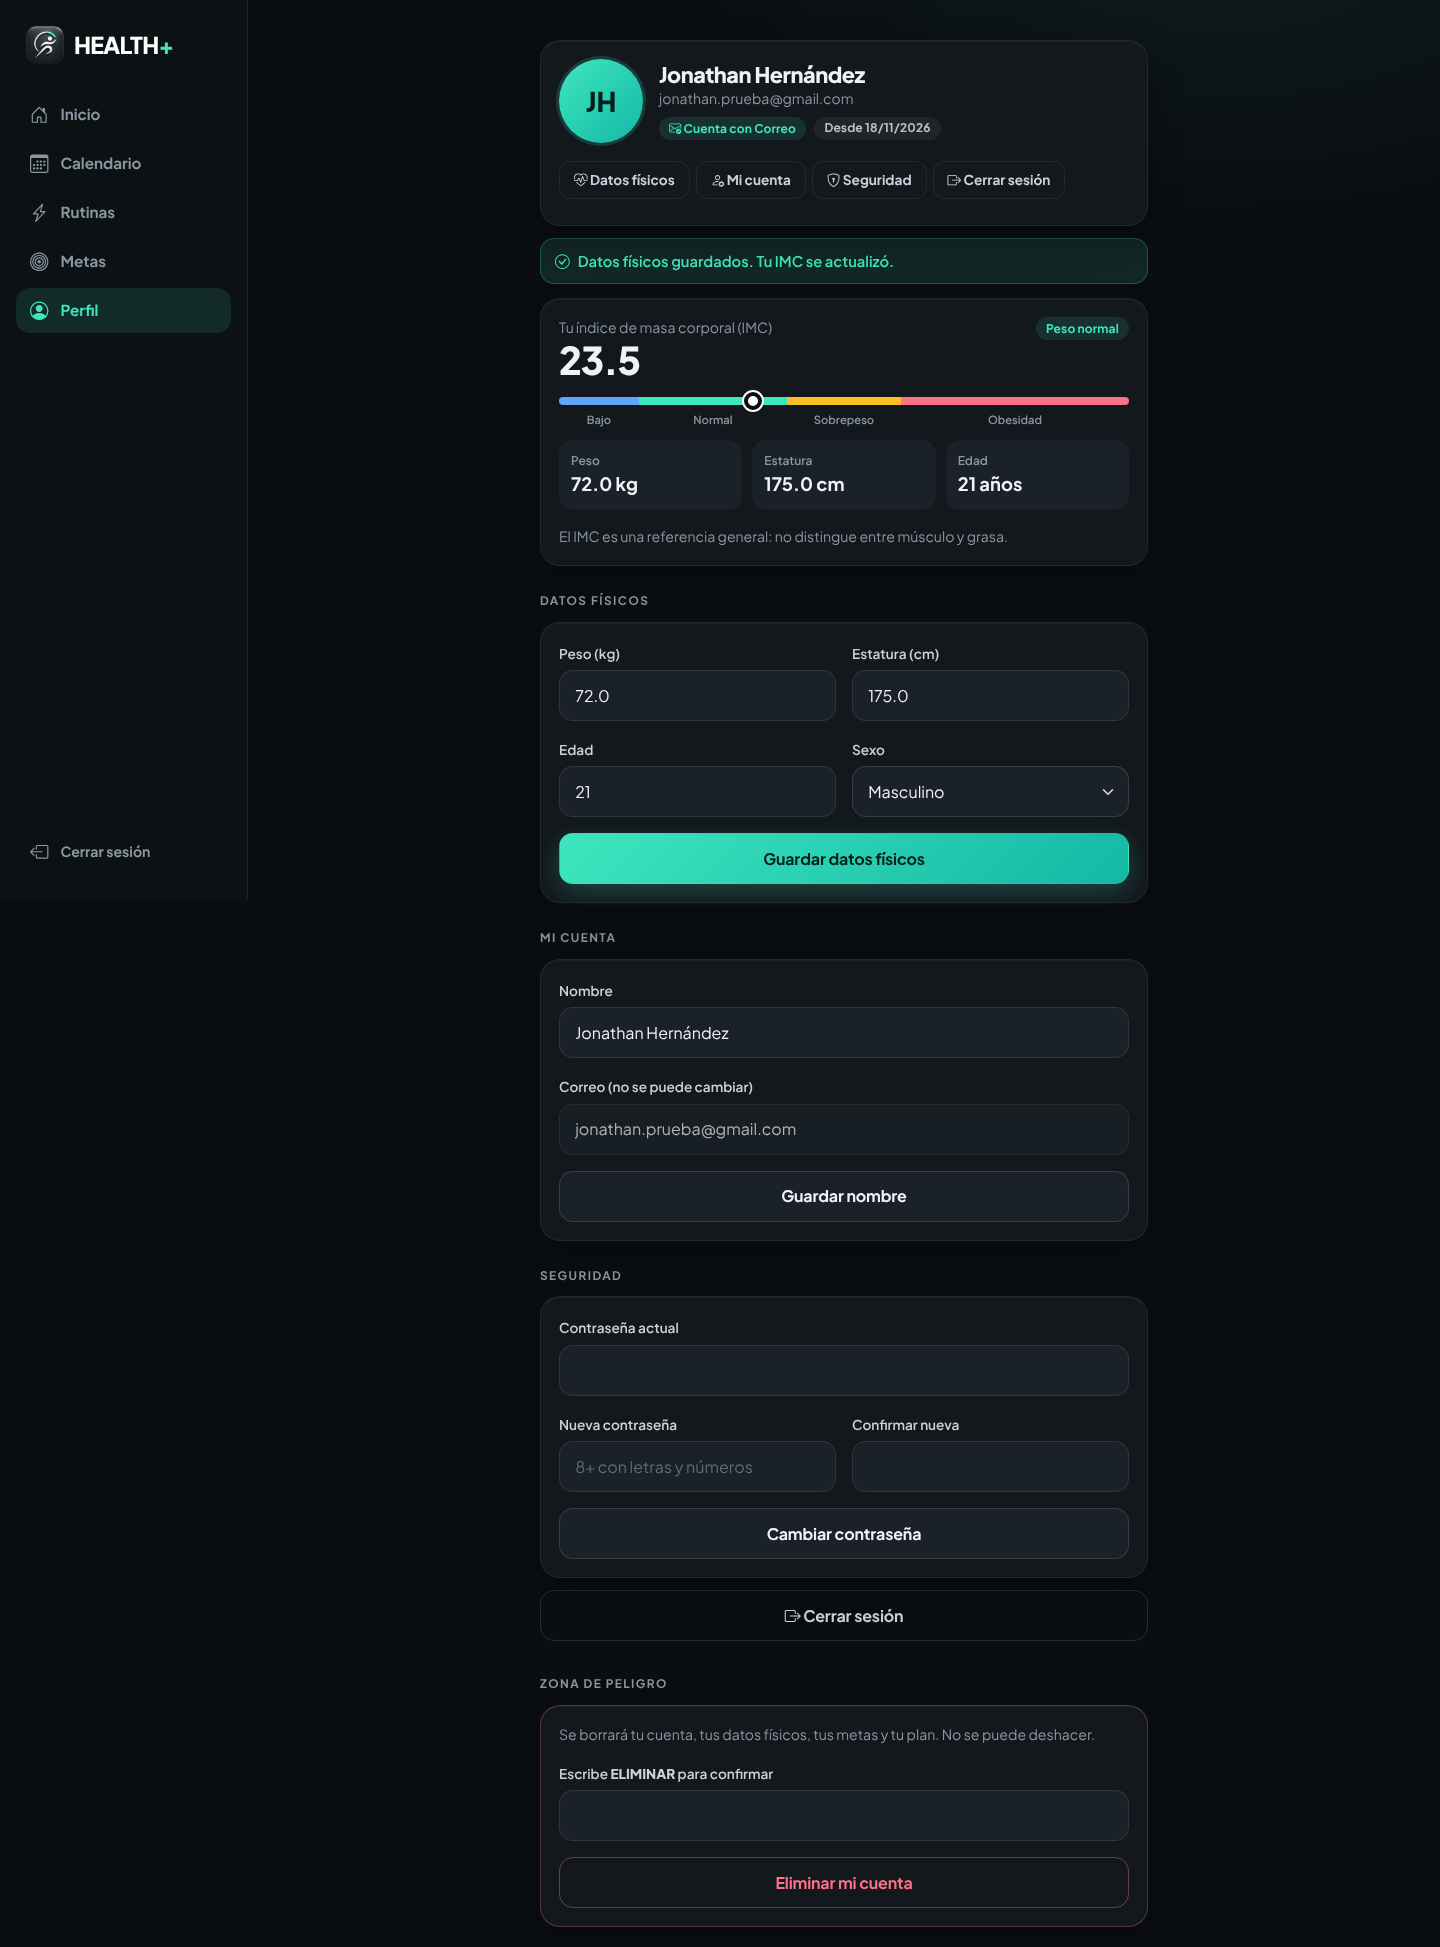 HEALTH+
Inicio
Calendario
Rutinas
Metas
Perfil
Cerrar sesión
JH
Jonathan Hernández
jonathan.prueba@gmail.com
Cuenta con Correo
Desde 18/11/2026
Datos físicos
Mi cuenta
Seguridad
Cerrar sesión
Datos físicos guardados. Tu IMC se actualizó.
Tu índice de masa corporal (IMC)
Peso normal
23.5
Bajo
Normal
Sobrepeso
Obesidad
Peso
72.0 kg
Estatura
175.0 cm
Edad
21 años
El IMC es una referencia general: no distingue entre músculo y grasa.
DATOS FÍSICOS
Peso (kg)
Estatura (cm)
72.0
175.0
Edad
Sexo
21
Masculino
Guardar datos físicos
MI CUENTA
Nombre
Jonathan Hernández
Correo (no se puede cambiar)
jonathan.prueba@gmail.com
Guardar nombre
SEGURIDAD
Contraseña actual
Nueva contraseña
Confirmar nueva
8+ con letras y números
Cambiar contraseña
Cerrar sesión
ZONA DE PELIGRO
Se borrará tu cuenta, tus datos físicos, tus metas y tu plan. No se puede deshacer.
Escribe ELIMINAR para confirmar
Eliminar mi cuenta